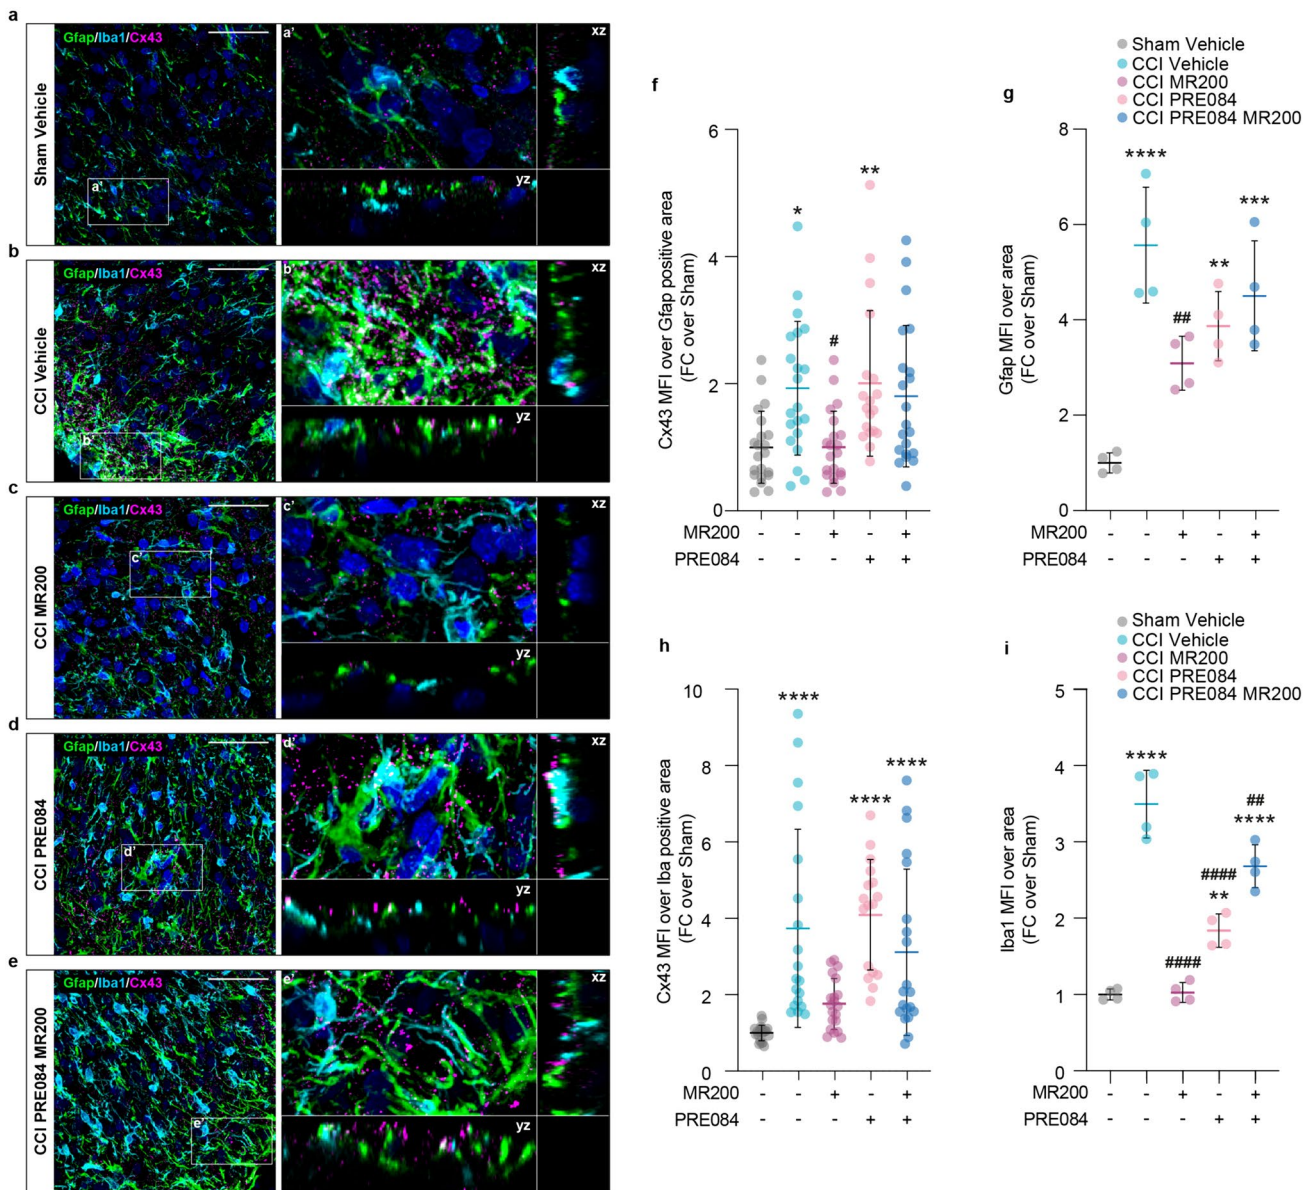 a
Sham Vehicle
Gfap/Iba1/Cx43
a'
a'
xz
yz
b
CCI Vehicle
Gfap/Iba1/Cx43
b'
b'
xz
yz
c
CCI MR200
Gfap/Iba1/Cx43
c
c'
xz
yz
d
CCI PRE084
Gfap/Iba1/Cx43
d'
d'
xz
yz
e
CCI PRE084 MR200
Gfap/Iba1/Cx43
e'
e'
xz
yz
f
Cx43 MFI over Gfap positive area
(FC over Sham)
6
4
2
0
*
#
**
MR200 - - + - +
PRE084 - - - + +
g
Sham Vehicle
CCI Vehicle
CCI MR200
CCI PRE084
CCI PRE084 MR200
Gfap MFI over area
(FC over Sham)
8
6
4
2
0
****
##
**
***
- - + - +
- - - + +
h
Cx43 MFI over Iba positive area
(FC over Sham)
10
8
6
4
2
0
****
****
****
MR200 - - + - +
PRE084 - - - + +
i
Sham Vehicle
CCI Vehicle
CCI MR200
CCI PRE084
CCI PRE084 MR200
Iba1 MFI over area
(FC over Sham)
5
4
3
2
1
0
****
####
####
**
##
****
- - + - +
- - - + +